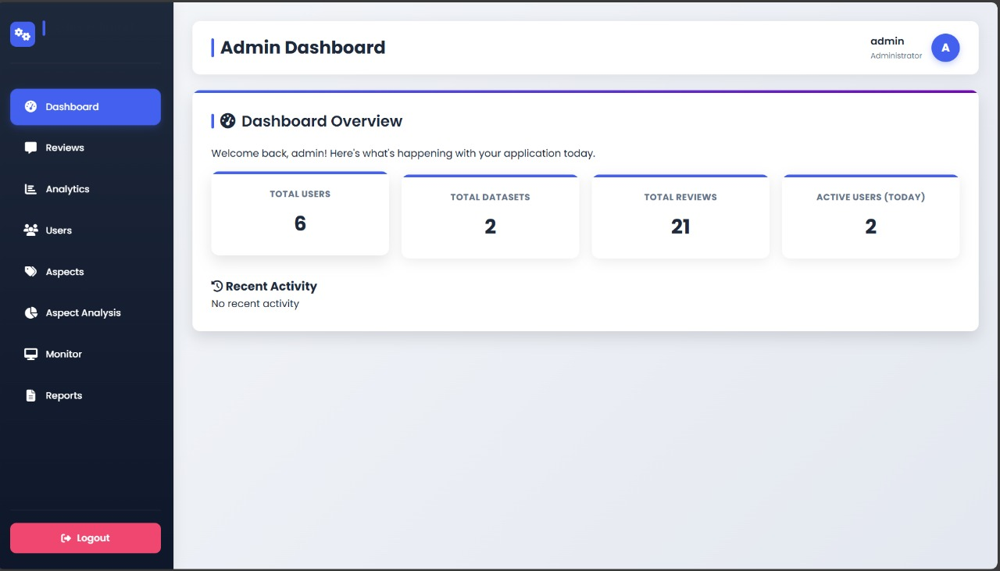 Admin Dashboard
admin
Administrator
A
Dashboard
Reviews
Analytics
Users
Aspects
Aspect Analysis
Monitor
Reports
Logout
Dashboard Overview
Welcome back, admin! Here's what's happening with your application today.
TOTAL USERS
6
TOTAL DATASETS
2
TOTAL REVIEWS
21
ACTIVE USERS (TODAY)
2
Recent Activity
No recent activity